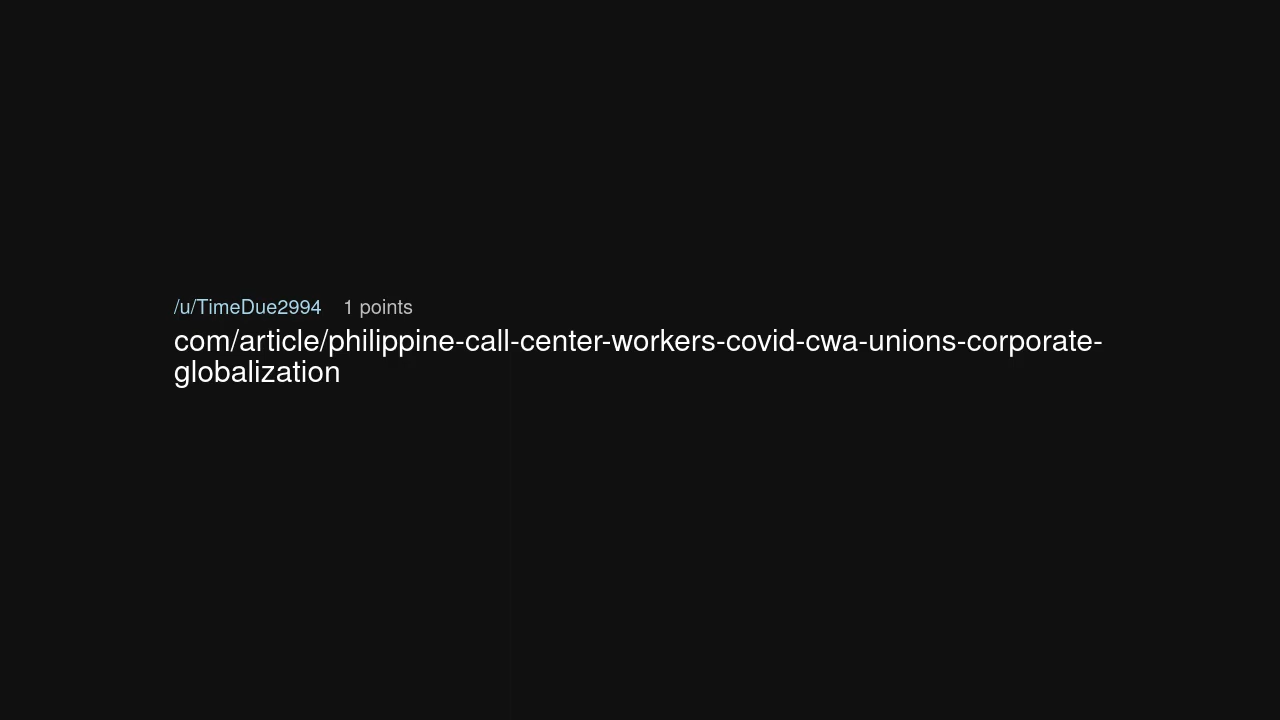 /u/TimeDue2994 1 points
com/article/philippine-call-center-workers-covid-cwa-unions-corporate-
globalization